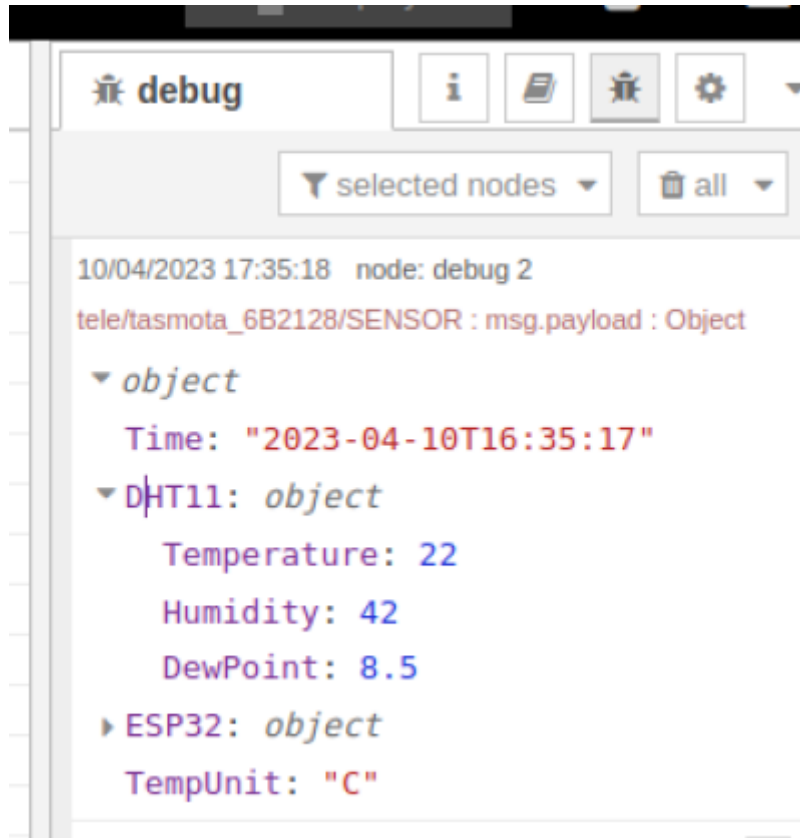 debug
selected nodes
all
10/04/2023 17:35:18 node: debug 2
tele/tasmota_6B2128/SENSOR : msg.payload : Object
object
Time: "2023-04-10T16:35:17"
DHT11: object
Temperature: 22
Humidity: 42
DewPoint: 8.5
ESP32: object
TempUnit: "C"